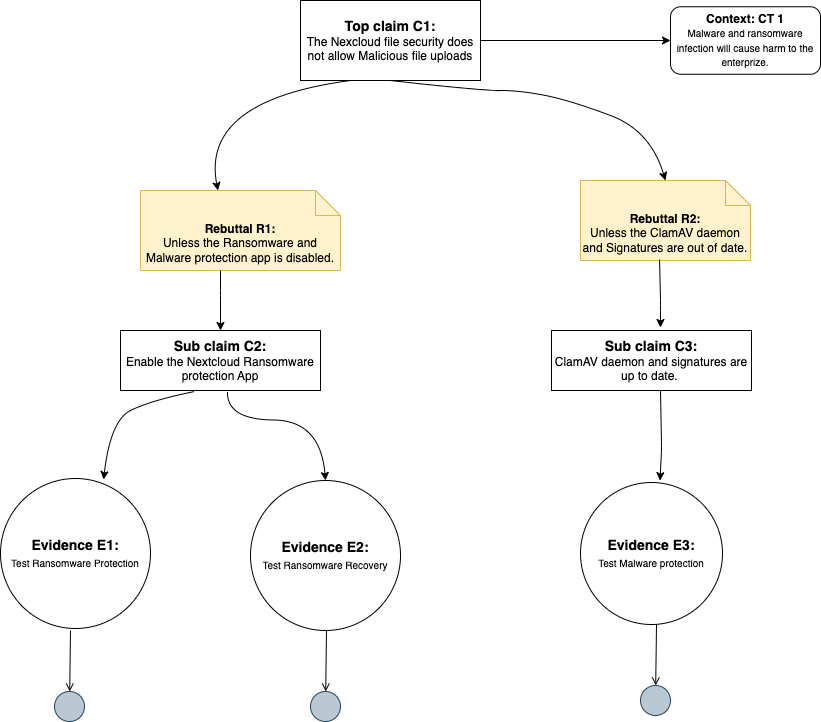 Top claim C1:
The Nexcloud file security does
not allow Malicious file uploads
Context: CT 1
Malware and ransomware
infection will cause harm to the
enterprize.
Rebuttal R1:
Unless the Ransomware and
Malware protection app is disabled.
Rebuttal R2:
Unless the ClamAV daemon
and Signatures are out of date.
Sub claim C2:
Enable the Nextcloud Ransomware
protection App
Sub claim C3:
ClamAV daemon and signatures are
up to date.
Evidence E1:
Test Ransomware Protection
Evidence E2:
Test Ransomware Recovery
Evidence E3:
Test Malware protection